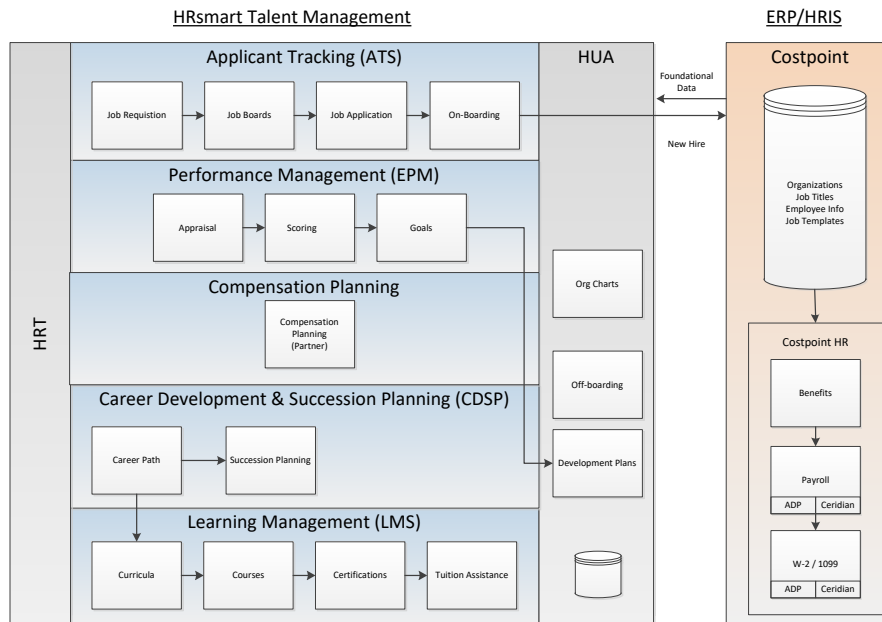 HRsmart Talent Management
ERP/HRIS
HRT
Applicant Tracking (ATS)
Job Requistion
Job Boards
Job Application
On-Boarding
Performance Management (EPM)
Appraisal
Scoring
Goals
Compensation Planning
Compensation
Planning
(Partner)
Career Development & Succession Planning (CDSP)
Career Path
Succession Planning
Learning Management (LMS)
Curricula
Courses
Certifications
Tuition Assistance
HUA
Org Charts
Off-boarding
Development Plans
Foundational
Data
New Hire
Costpoint
Organizations
Job Titles
Employee Info
Job Templates
Costpoint HR
Benefits
Payroll
ADP
Ceridian
W-2 / 1099
ADP
Ceridian